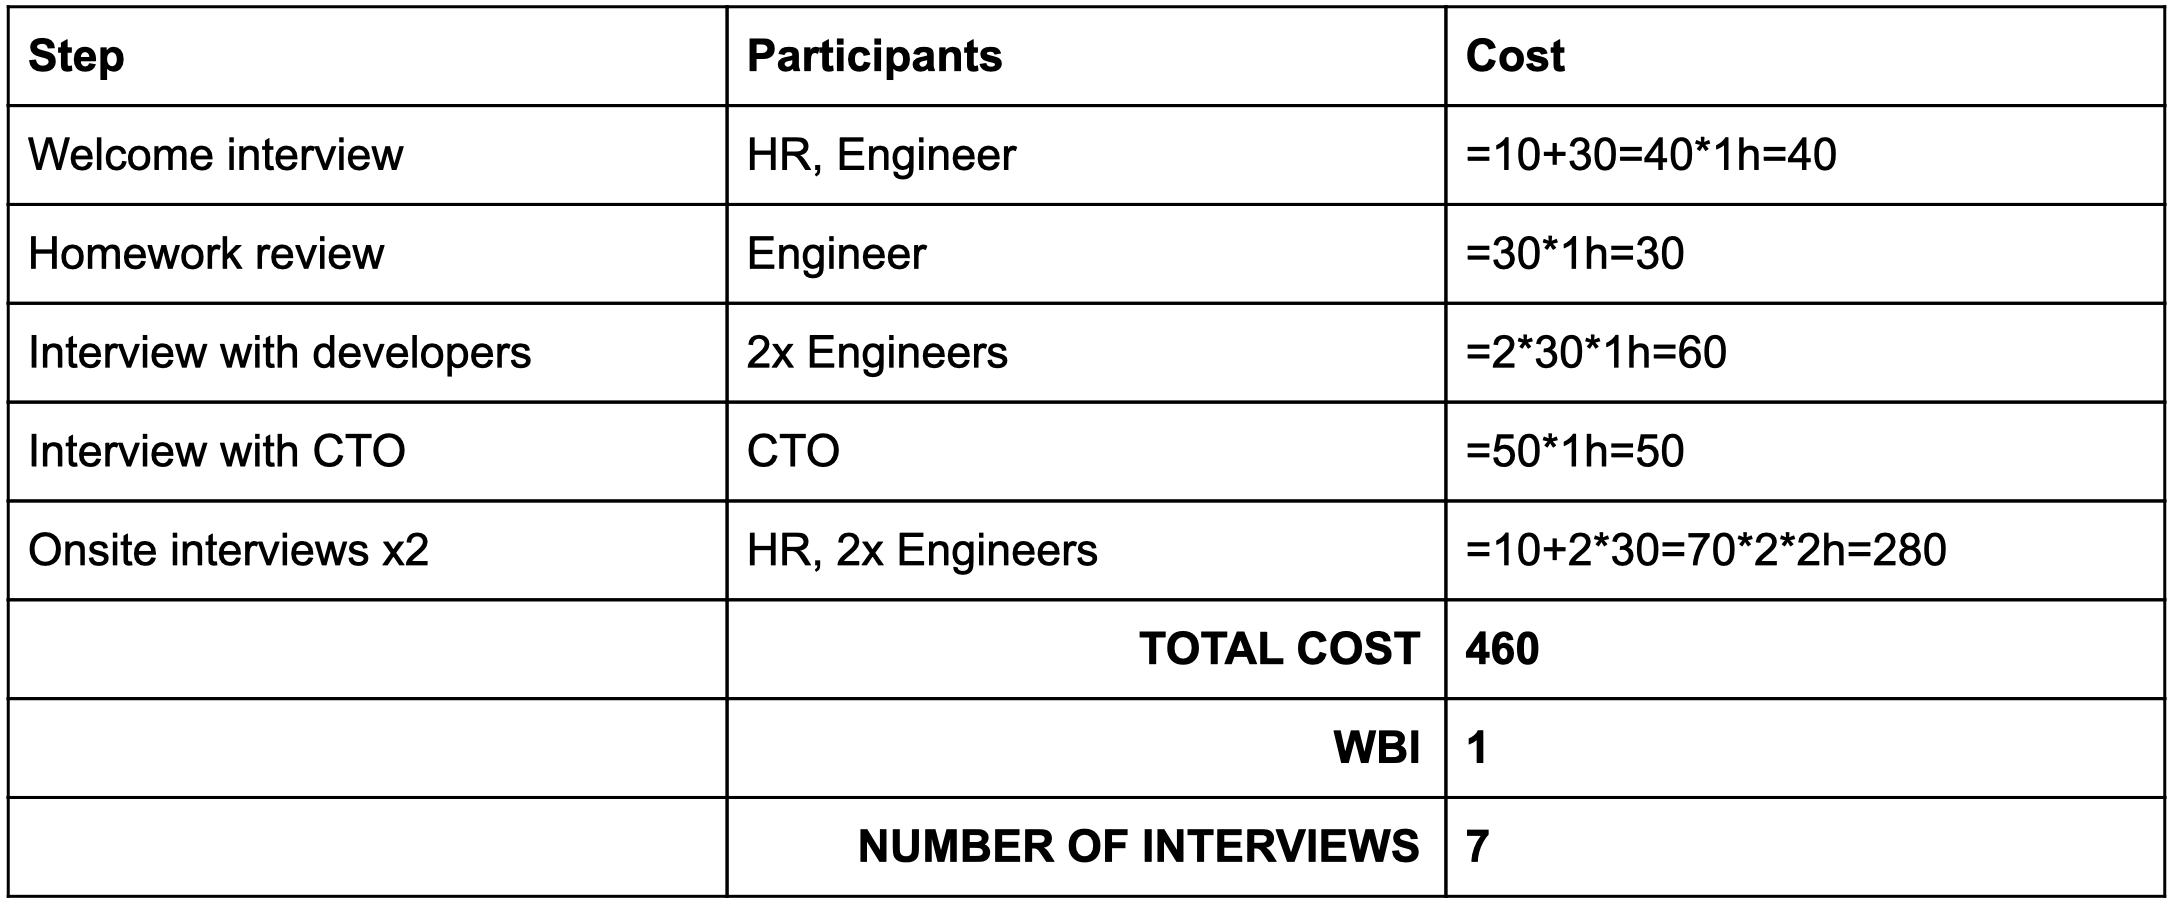 Step Participants Cost
Welcome interview HR, Engineer =10+30=40*1h=40
Homework review Engineer =30*1h=30
Interview with developers 2x Engineers =2*30*1h=60
Interview with CTO CTO =50*1h=50
Onsite interviews x2 HR, 2x Engineers =10+2*30=70*2*2h=280
TOTAL COST 460
WBI 1
NUMBER OF INTERVIEWS 7